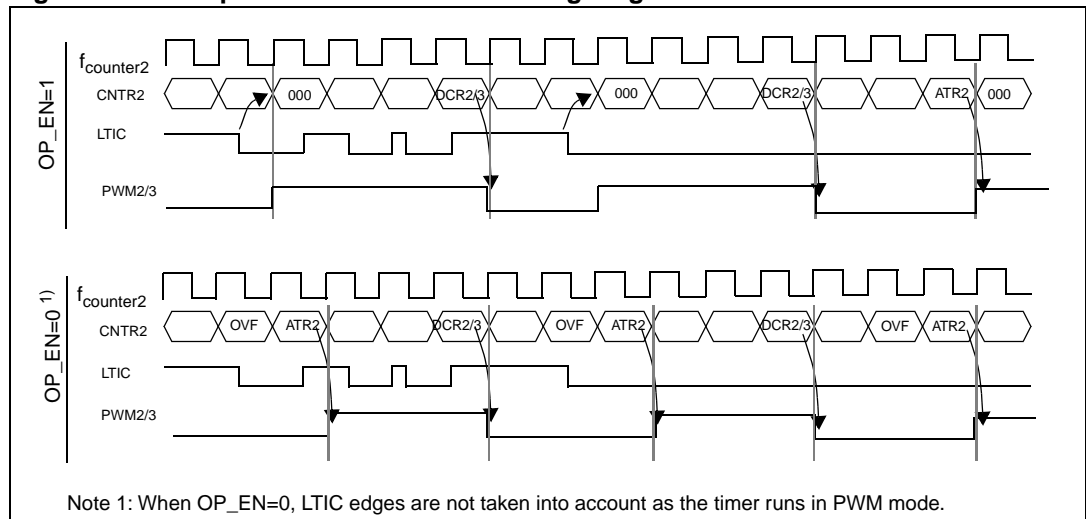 OP_EN=1
fcounter2
CNTR2 000 DCR2/3 000 DCR2/3 ATR2 000
LTIC
PWM2/3
OP_EN=0 1)
fcounter2
CNTR2 OVF ATR2 DCR2/3 OVF ATR2 DCR2/3 OVF ATR2
LTIC
PWM2/3
Note 1: When OP_EN=0, LTIC edges are not taken into account as the timer runs in PWM mode.